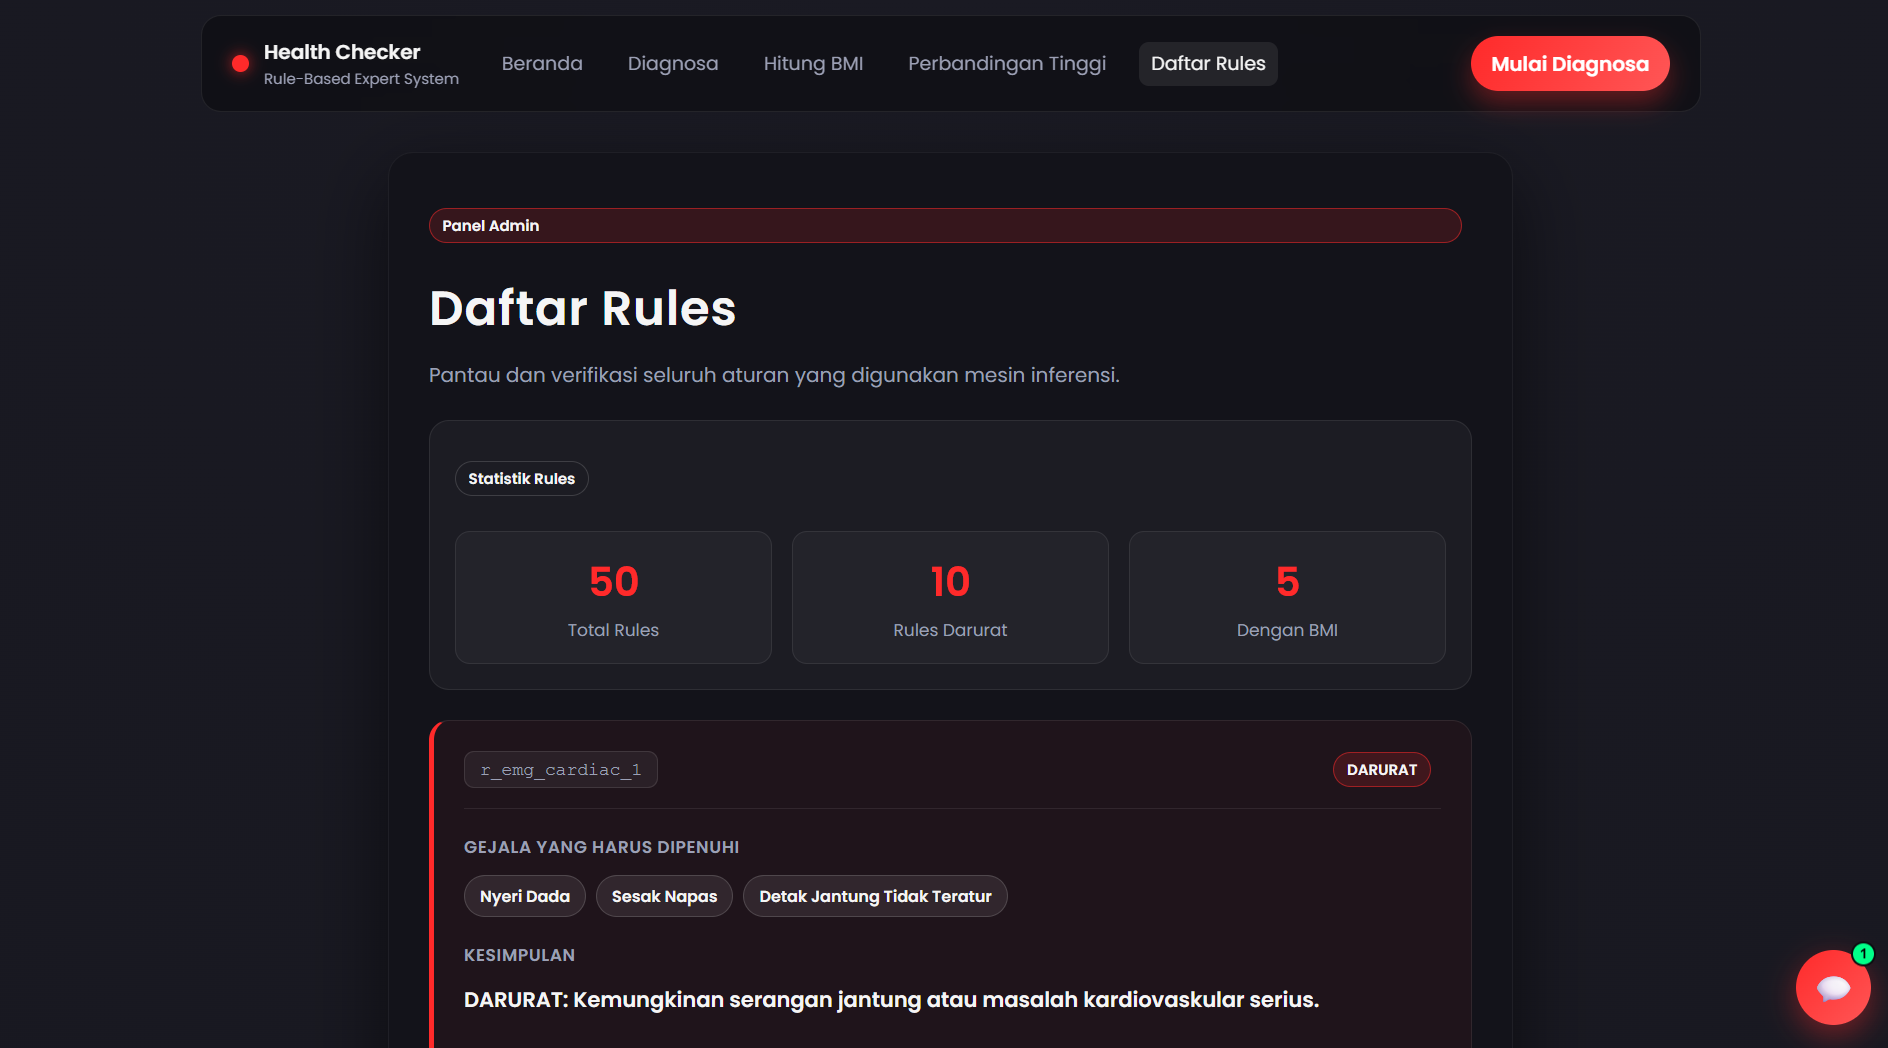 Health Checker
Rule-Based Expert System
Beranda
Diagnosa
Hitung BMI
Perbandingan Tinggi
Daftar Rules
Mulai Diagnosa
Panel Admin
Daftar Rules
Pantau dan verifikasi seluruh aturan yang digunakan mesin inferensi.
Statistik Rules
50
Total Rules
10
Rules Darurat
5
Dengan BMI
r_emg_cardiac_1
DARURAT
GEJALA YANG HARUS DIPENUHI
Nyeri Dada
Sesak Napas
Detak Jantung Tidak Teratur
KESIMPULAN
DARURAT: Kemungkinan serangan jantung atau masalah kardiovaskular serius.
1